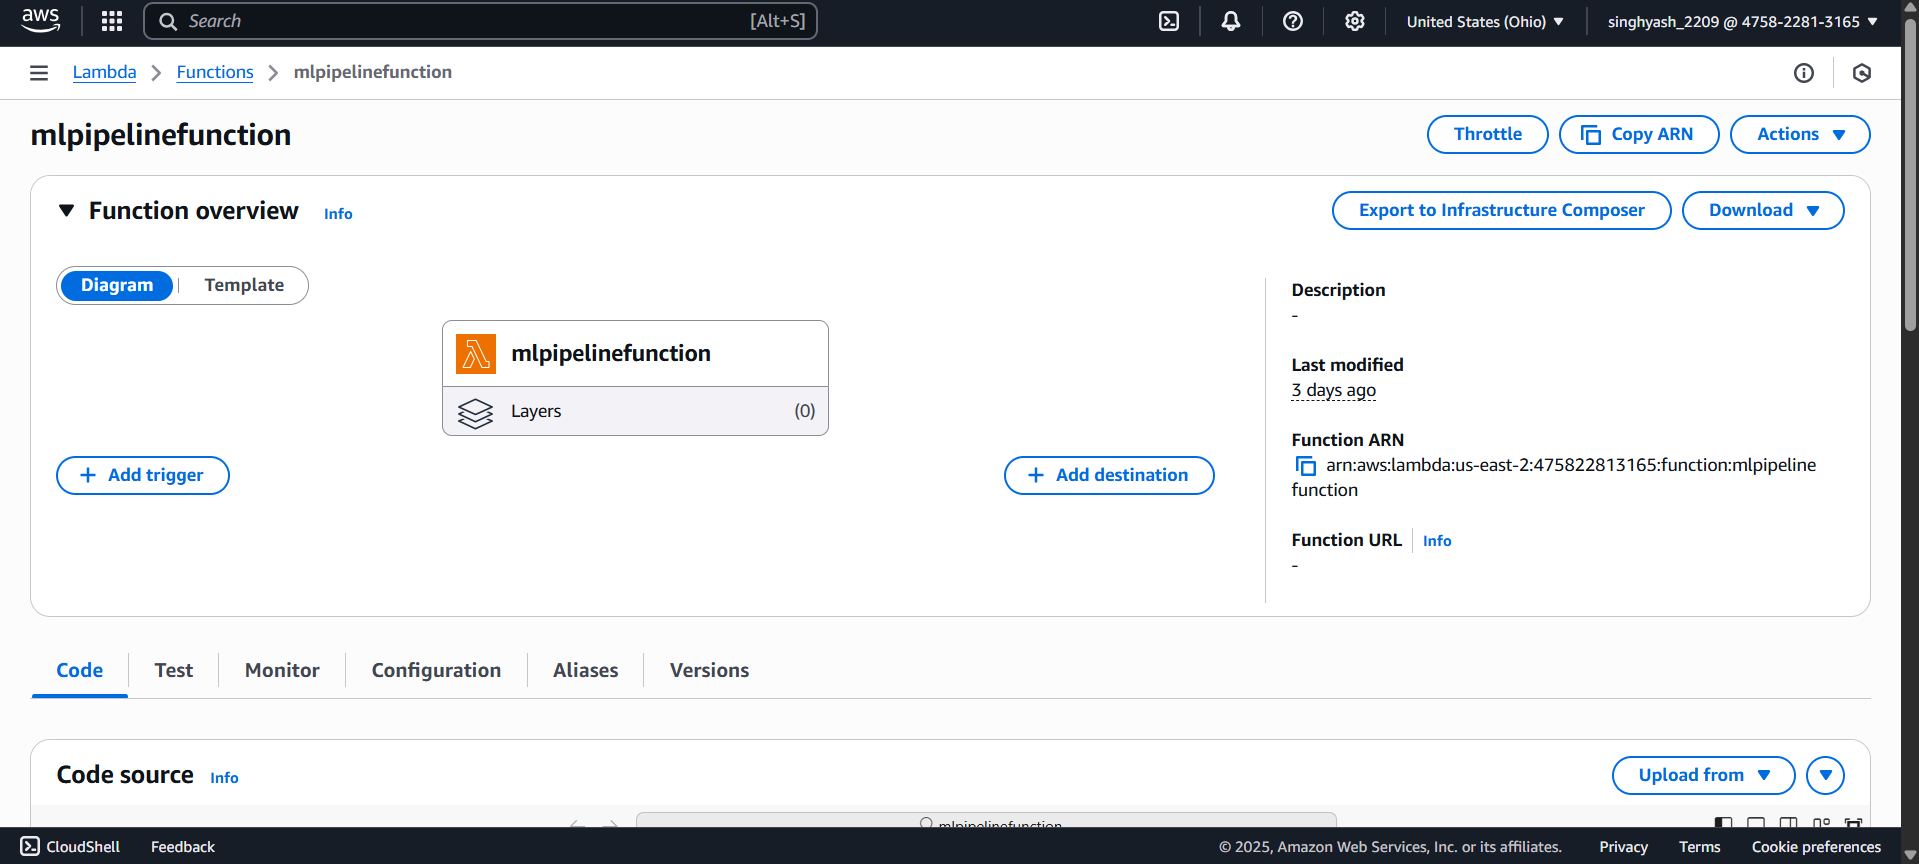 aws Search [Alt+S] United States (Ohio) singhyash_2209 @ 4758-2281-3165
Lambda Functions mlpipelinefunction
mlpipelinefunction Throttle Copy ARN Actions
Function overview Info Export to Infrastructure Composer Download
Diagram Template
mlpipelinefunction
Layers (0)
+ Add trigger + Add destination
Description
-
Last modified
3 days ago
Function ARN
arn:aws:lambda:us-east-2:475822813165:function:mlpipeline
function
Function URL Info
-
Code Test Monitor Configuration Aliases Versions
Code source Info Upload from
mlpipelinefunction
CloudShell Feedback © 2025, Amazon Web Services, Inc. or its affiliates. Privacy Terms Cookie preferences